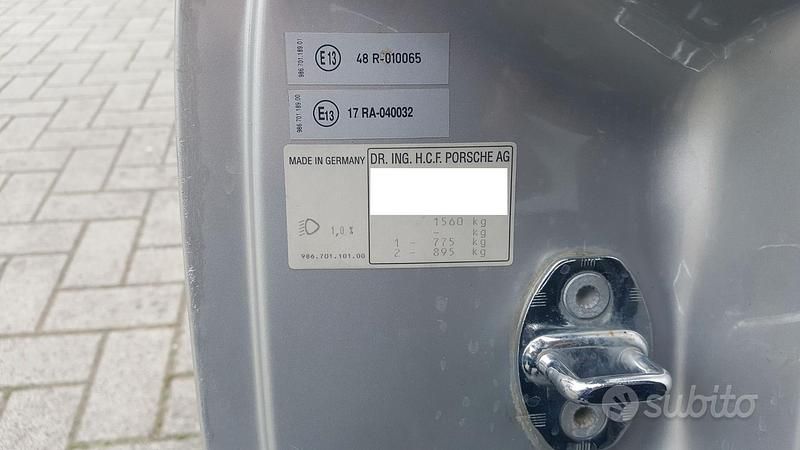 986.701.189.01
E13
48 R-010065
986.701.189.00
E13
17 RA-040032
MADE IN GERMANY
DR. ING. H.C.F. PORSCHE AG
1560 kg
- kg
1,0 %
1 - 775 kg
2 - 895 kg
986.701.101.00
subito